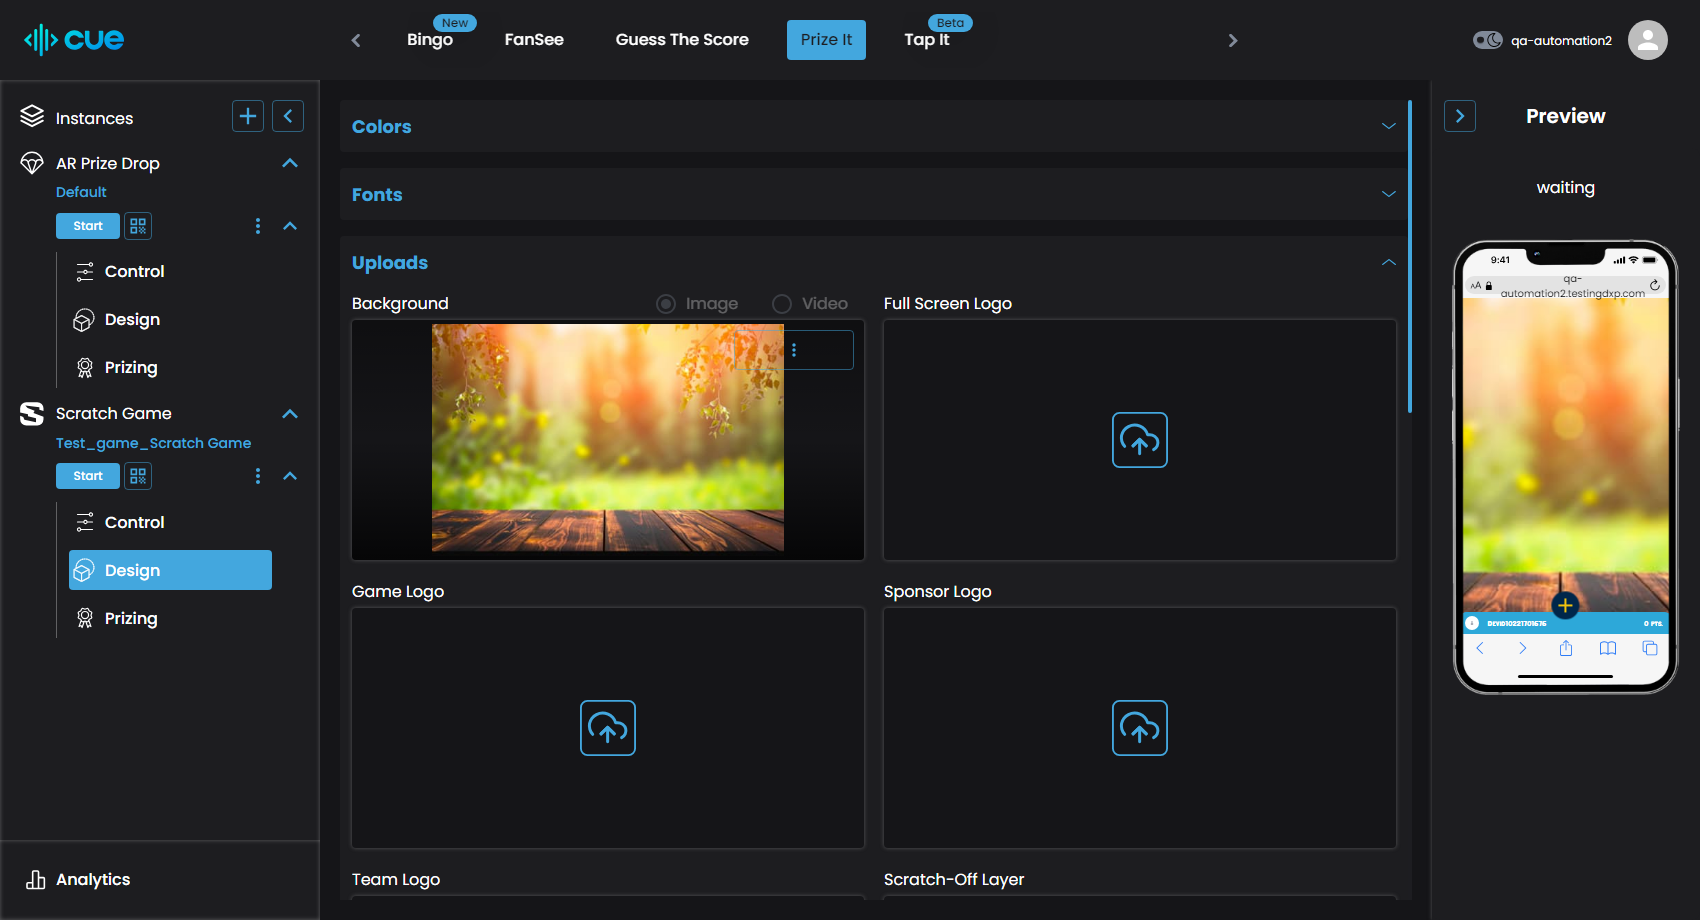 cue
Bingo
New
FanSee
Guess The Score
Prize It
Tap It
Beta
qa-automation2
Instances
AR Prize Drop
Default
Start
Control
Design
Prizing
Scratch Game
Test_game_Scratch Game
Start
Control
Design
Prizing
Analytics
Colors
Fonts
Uploads
Background
Image
Video
Full Screen Logo
Game Logo
Sponsor Logo
Team Logo
Scratch-Off Layer
Preview
waiting
9:41
AA
qa-
automation2.testingdxp.com
0 PTS.